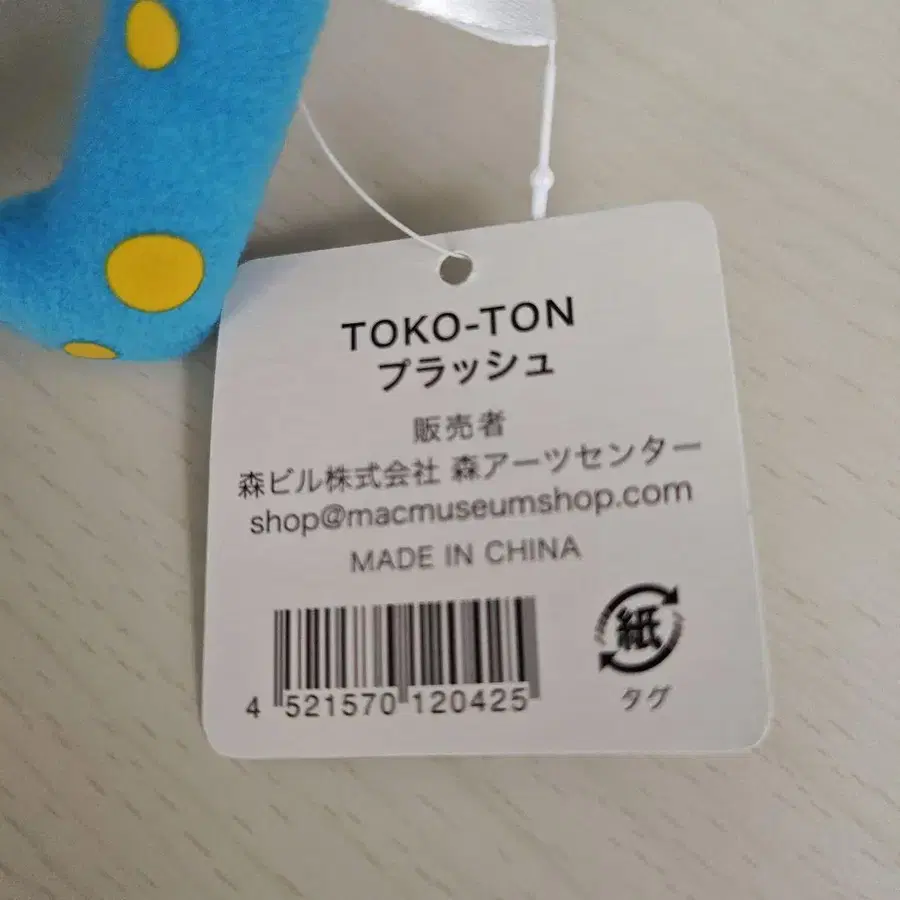 TOKO-TON
プラッシュ
販売者
森ビル株式会社 森アーツセンター
shop@macmuseumshop.com
MADE IN CHINA
4 521570 120425
紙
タグ